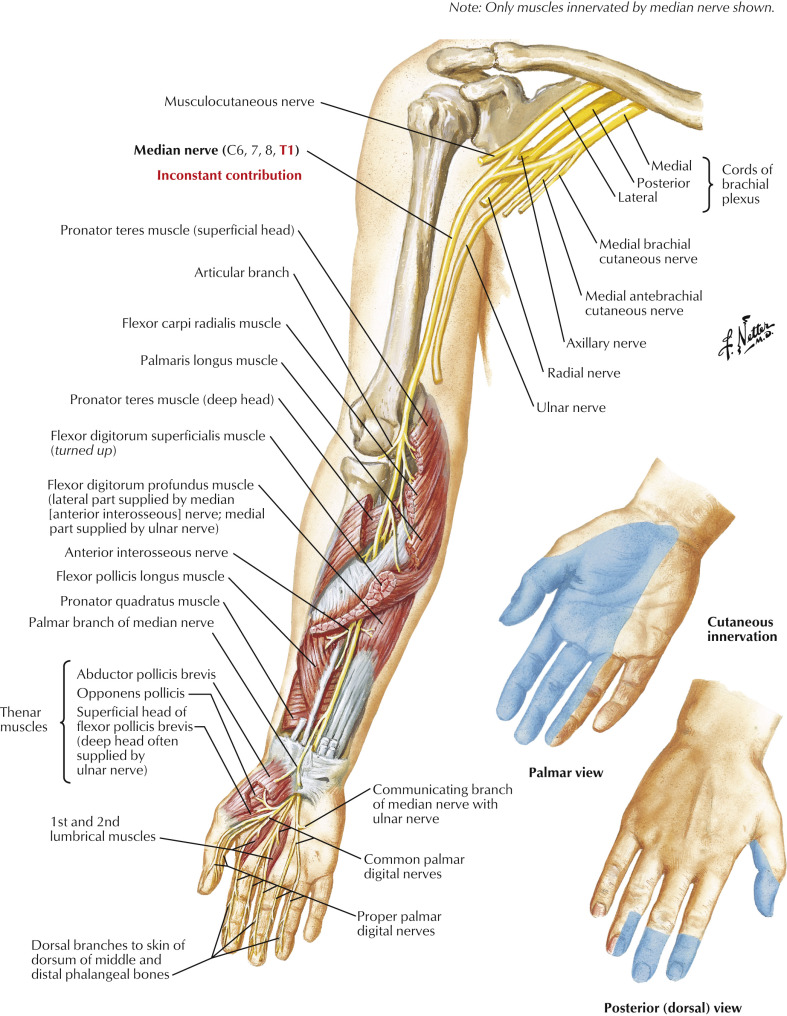 Note: Only muscles innervated by median nerve shown.
Musculocutaneous nerve
Median nerve (C6, 7, 8, T1)
Inconstant contribution
Medial
Posterior
Lateral
Cords of
brachial
plexus
Pronator teres muscle (superficial head)
Articular branch
Flexor carpi radialis muscle
Palmaris longus muscle
Pronator teres muscle (deep head)
Flexor digitorum superficialis muscle
(turned up)
Flexor digitorum profundus muscle
(lateral part supplied by median
[anterior interosseous] nerve; medial
part supplied by ulnar nerve)
Anterior interosseous nerve
Flexor pollicis longus muscle
Pronator quadratus muscle
Palmar branch of median nerve
Medial brachial
cutaneous nerve
Medial antebrachial
cutaneous nerve
Axillary nerve
Radial nerve
Ulnar nerve
F. Netter
M.D.
Thenar
muscles
Abductor pollicis brevis
Opponens pollicis
Superficial head of
flexor pollicis brevis
(deep head often
supplied by
ulnar nerve)
1st and 2nd
lumbrical muscles
Dorsal branches to skin of
dorsum of middle and
distal phalangeal bones
Communicating branch
of median nerve with
ulnar nerve
Common palmar
digital nerves
Proper palmar
digital nerves
Cutaneous
innervation
Palmar view
Posterior (dorsal) view